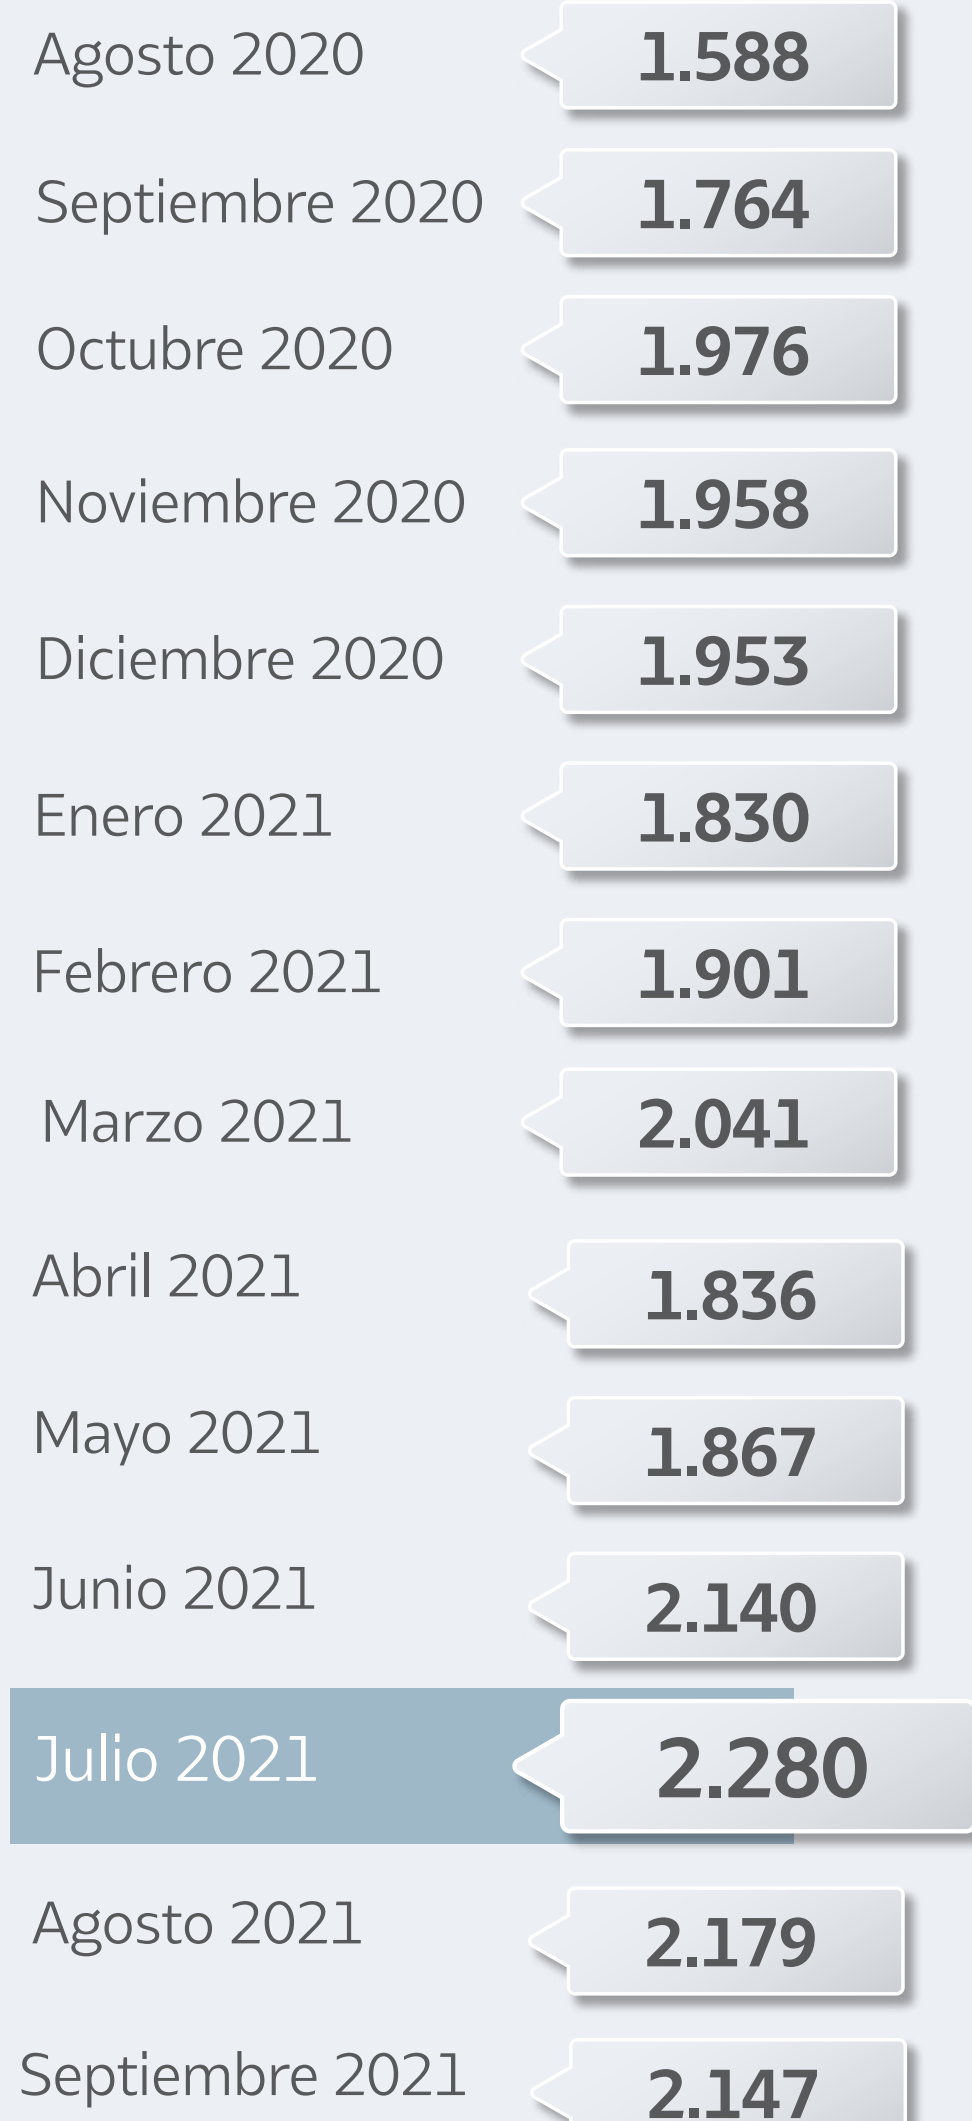 Agosto 2020 1.588
Septiembre 2020 1.764
Octubre 2020 1.976
Noviembre 2020 1.958
Diciembre 2020 1.953
Enero 2021 1.830
Febrero 2021 1.901
Marzo 2021 2.041
Abril 2021 1.836
Mayo 2021 1.867
Junio 2021 2.140
Julio 2021 2.280
Agosto 2021 2.179
Septiembre 2021 2.147